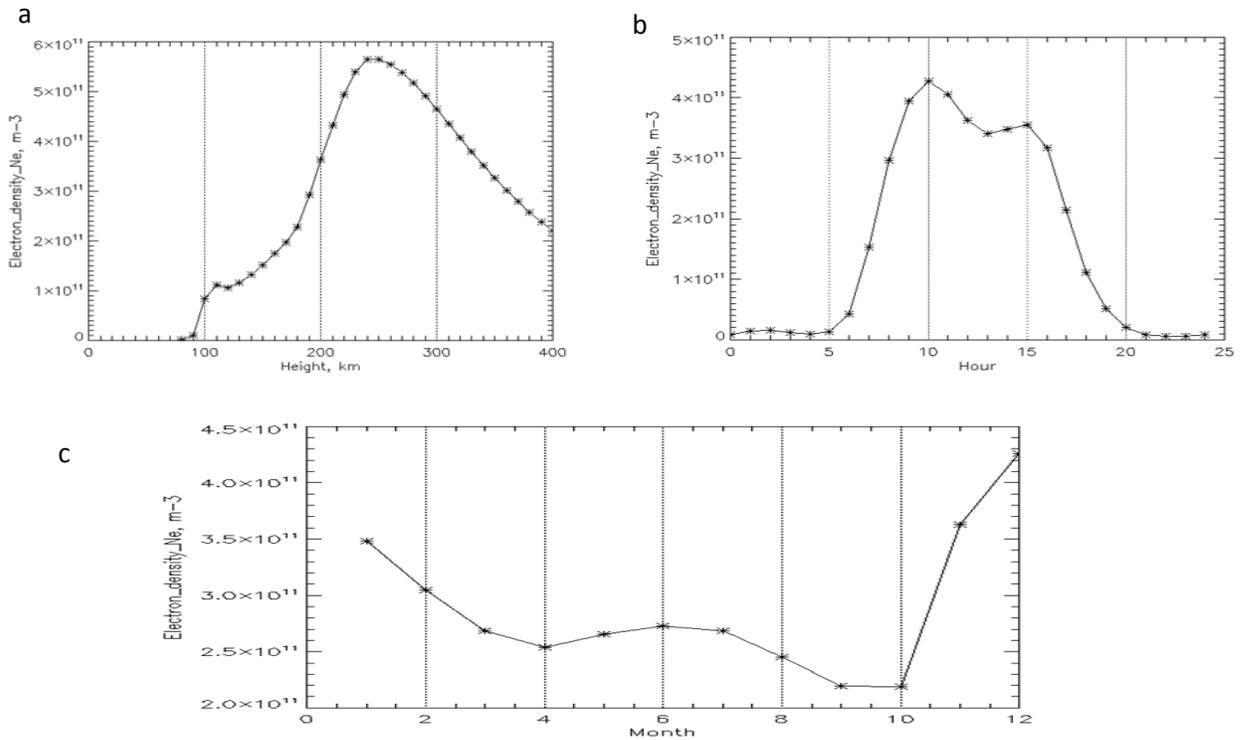 a
6×10¹¹
5×10¹¹
4×10¹¹
3×10¹¹
2×10¹¹
1×10¹¹
0
Electron_density_Ne, m-3
0 100 200 300 400
Height, km
b
5×10¹¹
4×10¹¹
3×10¹¹
2×10¹¹
1×10¹¹
0
Electron_density_Ne, m-3
0 5 10 15 20 25
Hour
c
4.5×10¹¹
4.0×10¹¹
3.5×10¹¹
3.0×10¹¹
2.5×10¹¹
2.0×10¹¹
Electron_density_Ne, m-3
0 2 4 6 8 10 12
Month